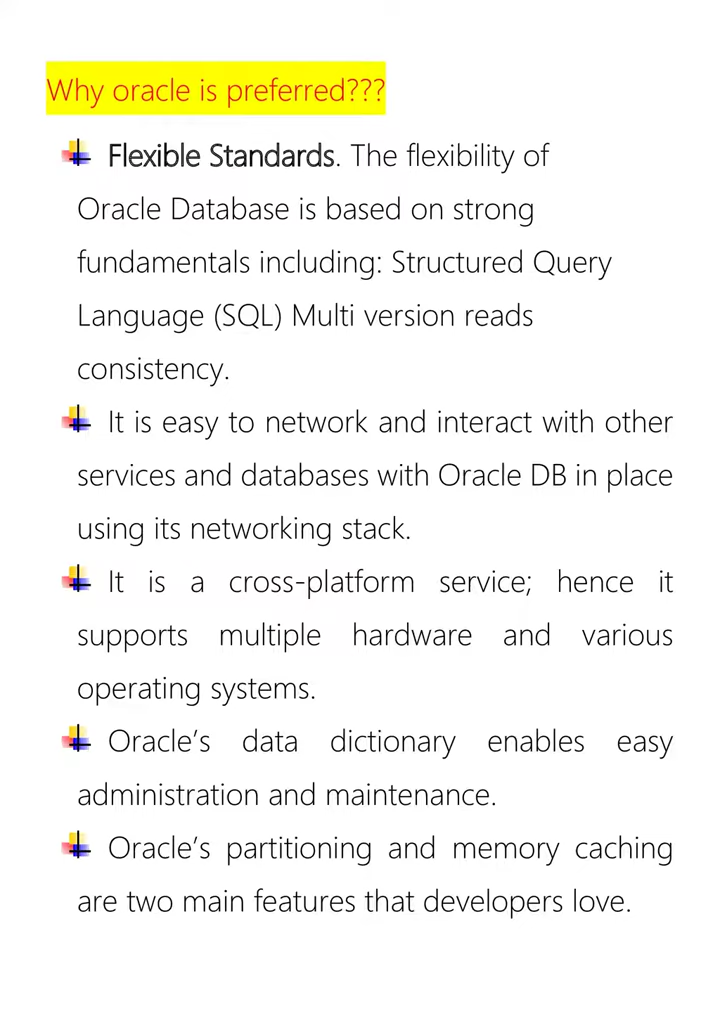 Why oracle is preferred???
Flexible Standards. The flexibility of
Oracle Database is based on strong
fundamentals including: Structured Query
Language (SQL) Multi version reads
consistency.
It is easy to network and interact with other
services and databases with Oracle DB in place
using its networking stack.
It is a cross-platform service; hence it
supports multiple hardware and various
operating systems.
Oracle’s data dictionary enables easy
administration and maintenance.
Oracle’s partitioning and memory caching
are two main features that developers love.